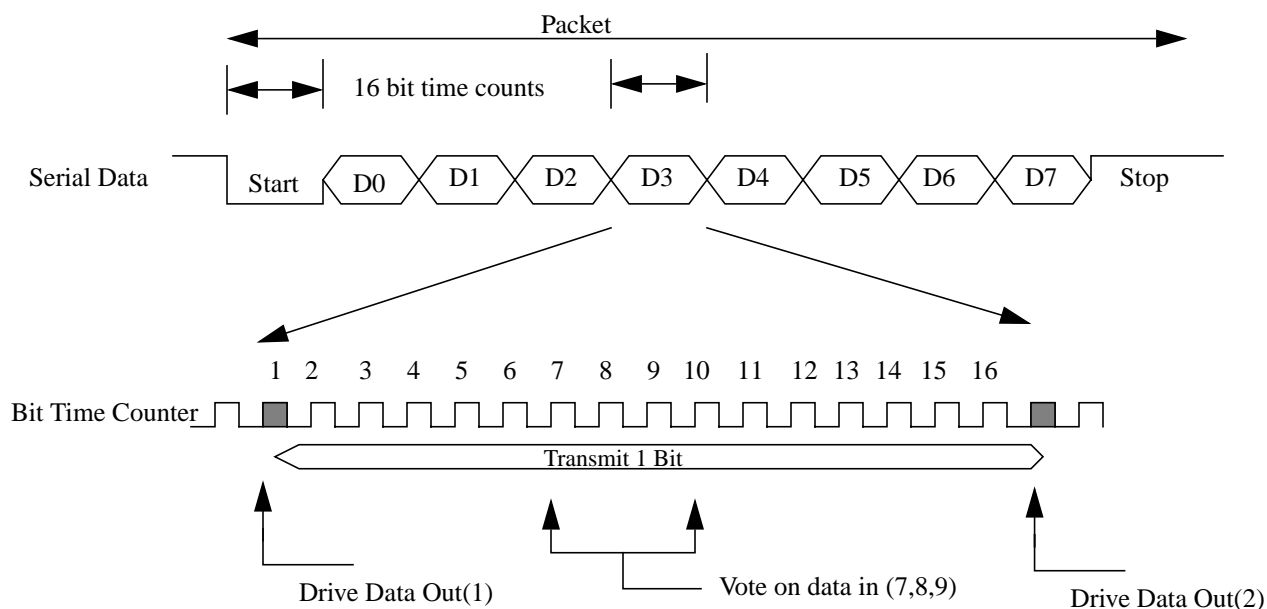 Packet
16 bit time counts
Serial Data Start D0 D1 D2 D3 D4 D5 D6 D7 Stop
1 2 3 4 5 6 7 8 9 10 11 12 13 14 15 16
Bit Time Counter
Transmit 1 Bit
Drive Data Out(1) Vote on data in (7,8,9) Drive Data Out(2)